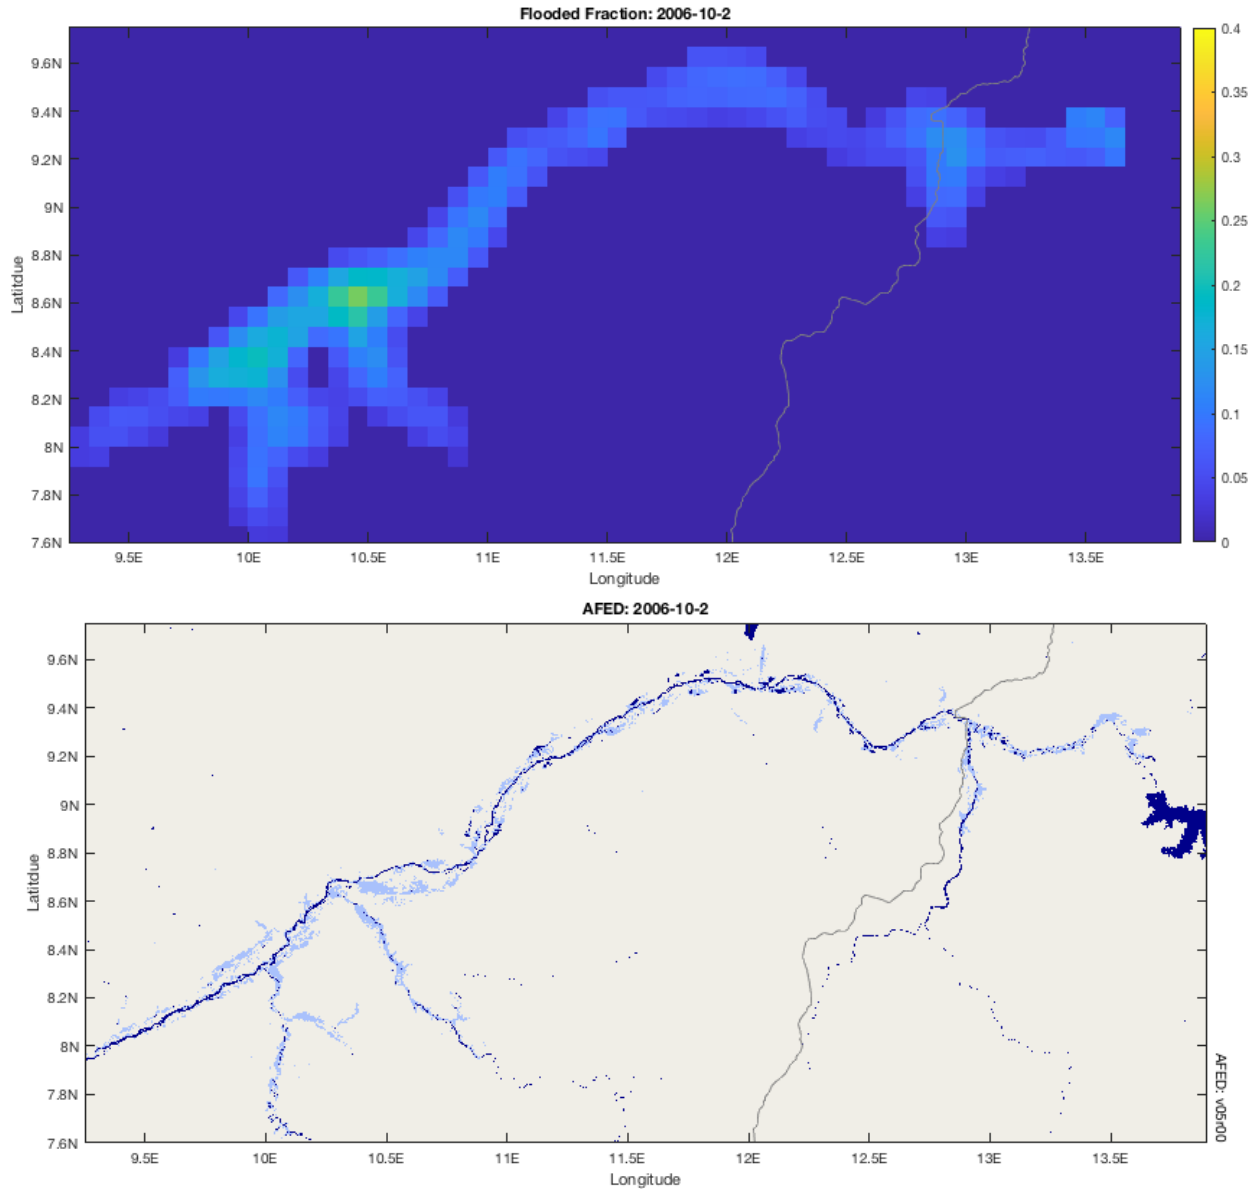 Flooded Fraction: 2006-10-2
0.4
9.6N
0.35
9.4N
0.3
9.2N
0.25
9N
8.8N
0.2
8.6N
0.15
8.4N
8.2N
0.1
8N
0.05
7.8N
7.6N
0
Latitdue
9.5E 10E 10.5E 11E 11.5E 12E 12.5E 13E 13.5E
Longitude
AFED: 2006-10-2
9.6N
9.4N
9.2N
9N
8.8N
8.6N
8.4N
8.2N
8N
7.8N
7.6N
Latitdue
AFED: v05r00
9.5E 10E 10.5E 11E 11.5E 12E 12.5E 13E 13.5E
Longitude